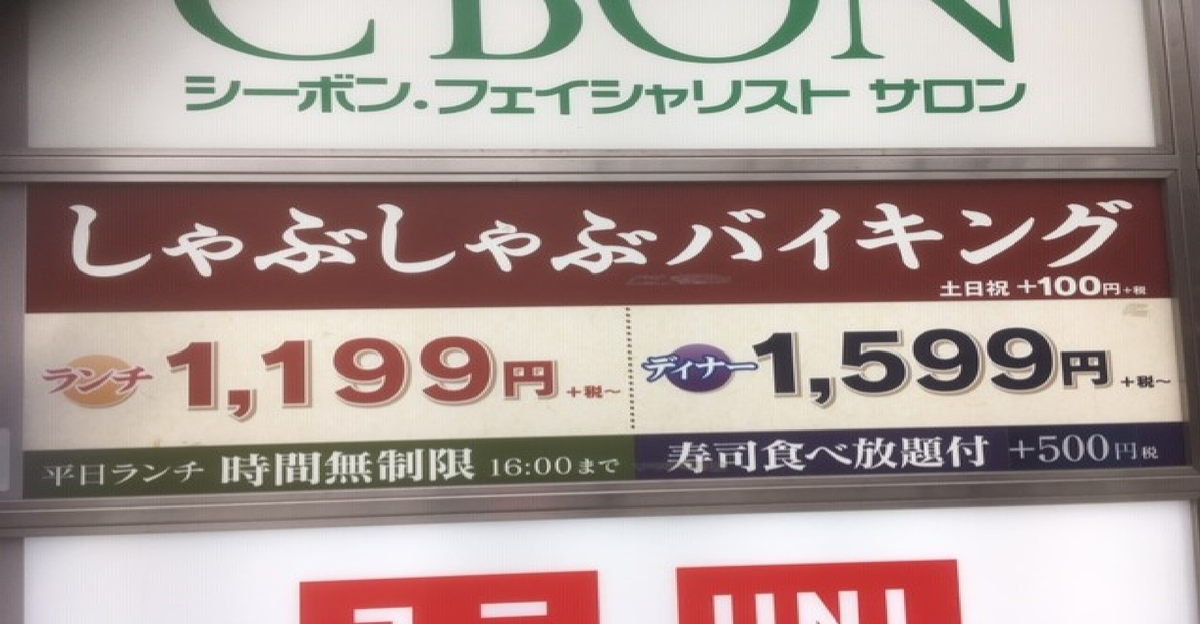 C'BON
シーボン・フェイシャリスト サロン
しゃぶしゃぶバイキング
土日祝 +100円+税
ランチ 1,199円+税～
ディナー 1,599円+税～
平日ランチ 時間無制限 16:00まで
寿司食べ放題付 +500円税
UNI